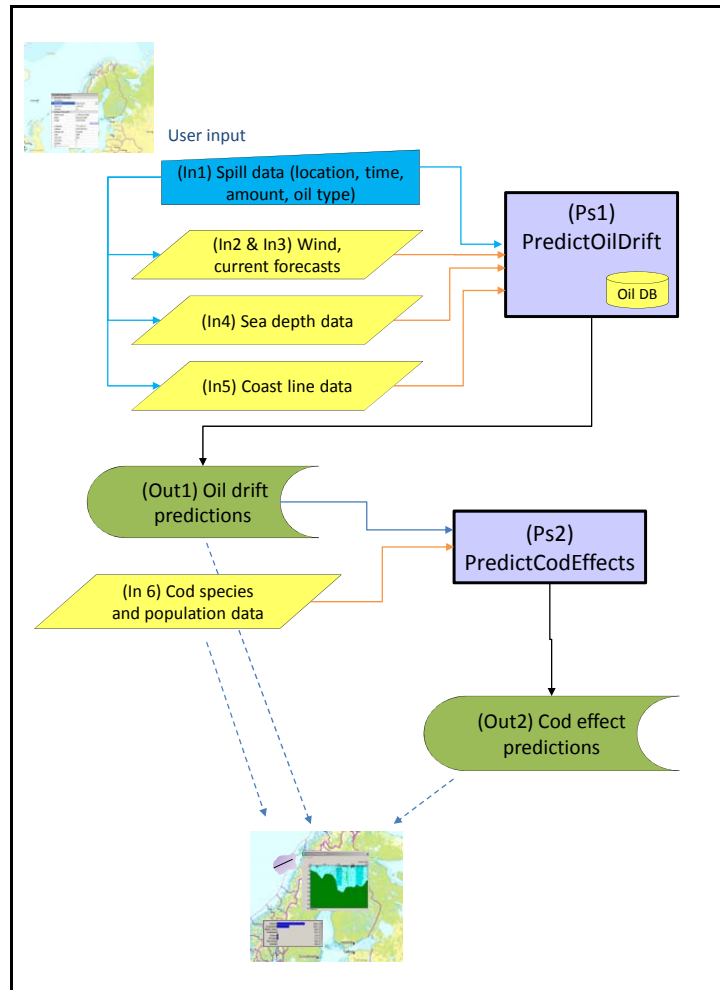 User input
(In1) Spill data (location, time,
amount, oil type)
(Ps1)
PredictOilDrift
(In2 & In3) Wind,
current forecasts
Oil DB
(In4) Sea depth data
(In5) Coast line data
(Out1) Oil drift
predictions
(Ps2)
PredictCodEffects
(In 6) Cod species
and population data
(Out2) Cod effect
predictions